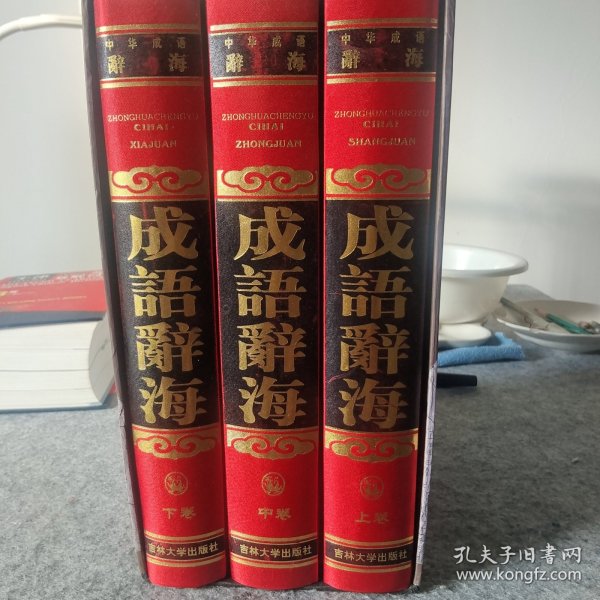 中华成语
辭海
ZHONGHUACHENGYU
CIHAI
XIAJUAN
成語辭海
下卷
吉林大学出版社
中华成语
辭海
ZHONGHUACHENGYU
CIHAI
ZHONGJUAN
成語辭海
中卷
吉林大学出版社
中华成语
辭海
ZHONGHUACHENGYU
CIHAI
SHANGJUAN
成語辭海
上卷
吉林大学出版社
孔夫子旧书网
www.kongfz.com